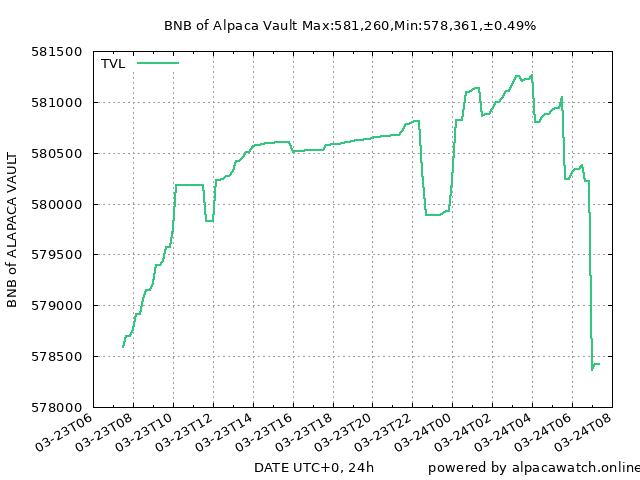 BNB of Alpaca Vault Max:581,260,Min:578,361,±0.49%
TVL
581500
581000
580500
580000
579500
579000
578500
578000
BNB of ALAPACA VAULT
03-23T06
03-23T08
03-23T10
03-23T12
03-23T14
03-23T16
03-23T18
03-23T20
03-23T22
03-24T00
03-24T02
03-24T04
03-24T06
03-24T08
DATE UTC+0, 24h
powered by alpacawatch.online